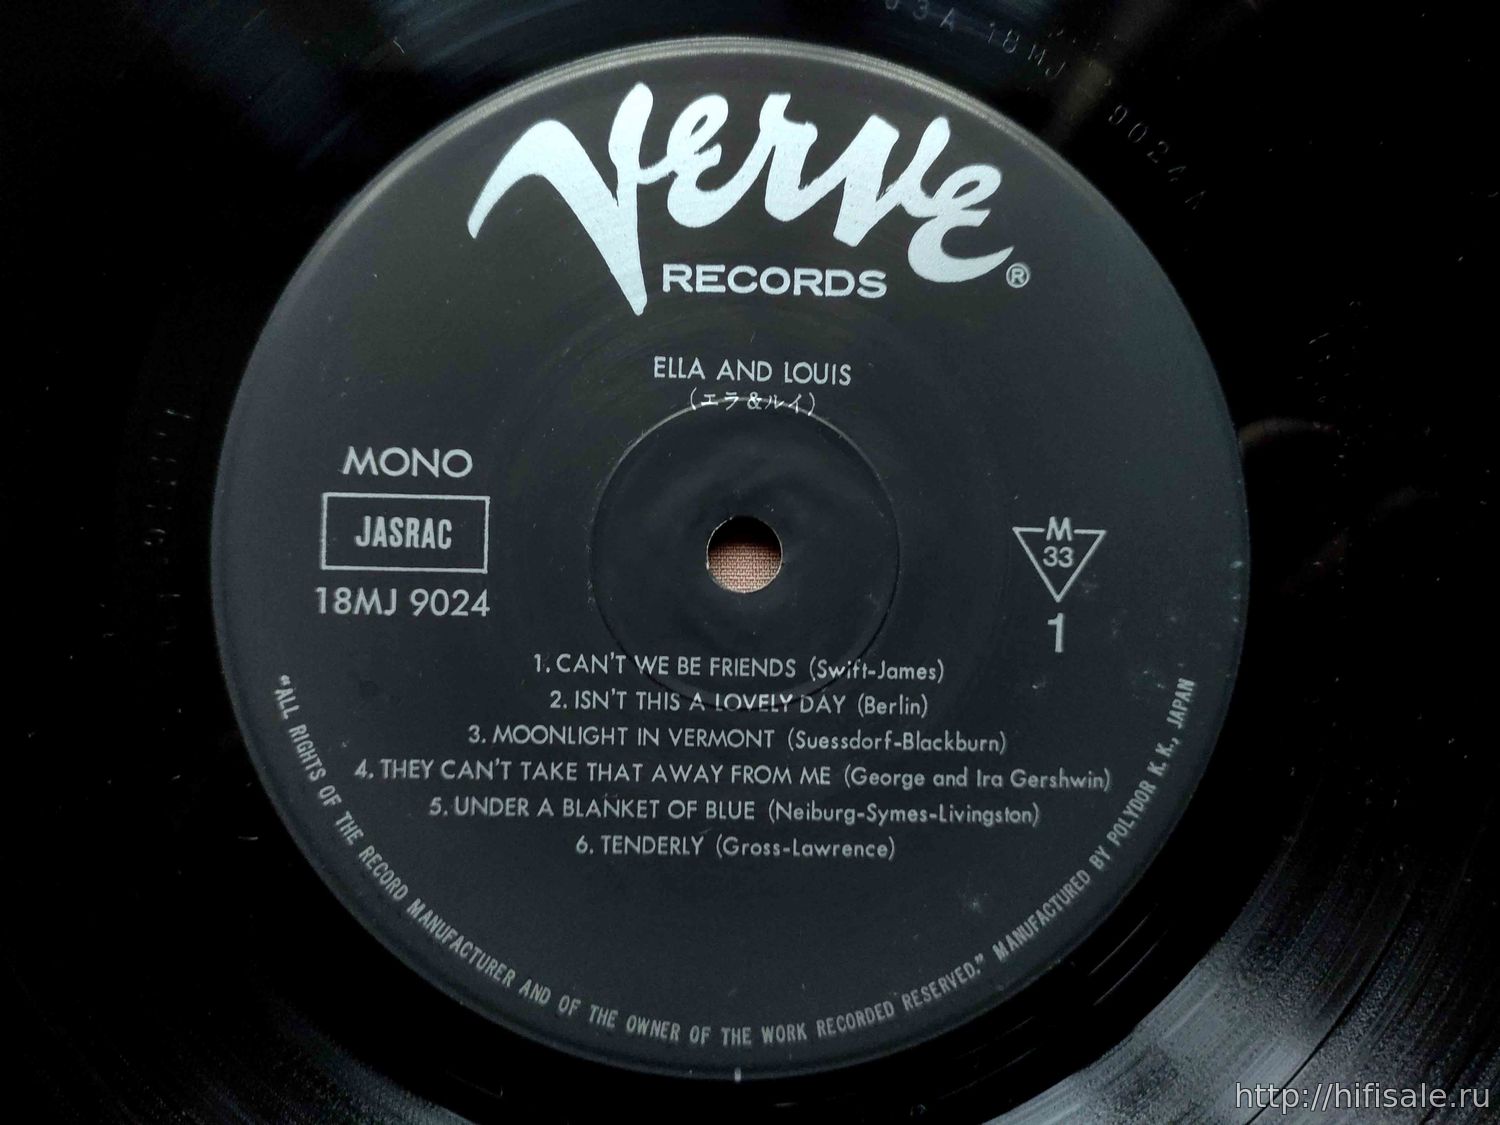 Verve
RECORDS ®
ELLA AND LOUIS
(エラ&ルイ)
MONO
JASRAC
18MJ 9024
M
33
1
1. CAN'T WE BE FRIENDS (Swift-James)
2. ISN'T THIS A LOVELY DAY (Berlin)
3. MOONLIGHT IN VERMONT (Suessdorf-Blackburn)
4. THEY CAN'T TAKE THAT AWAY FROM ME (George and Ira Gershwin)
5. UNDER A BLANKET OF BLUE (Neiburg-Symes-Livingston)
6. TENDERLY (Gross-Lawrence)
"ALL RIGHTS OF THE RECORD MANUFACTURER AND OF THE OWNER OF THE WORK RECORDED RESERVED." MANUFACTURED BY POLYDOR K.K., JAPAN
18MJ 9024 A
http://hifisale.ru